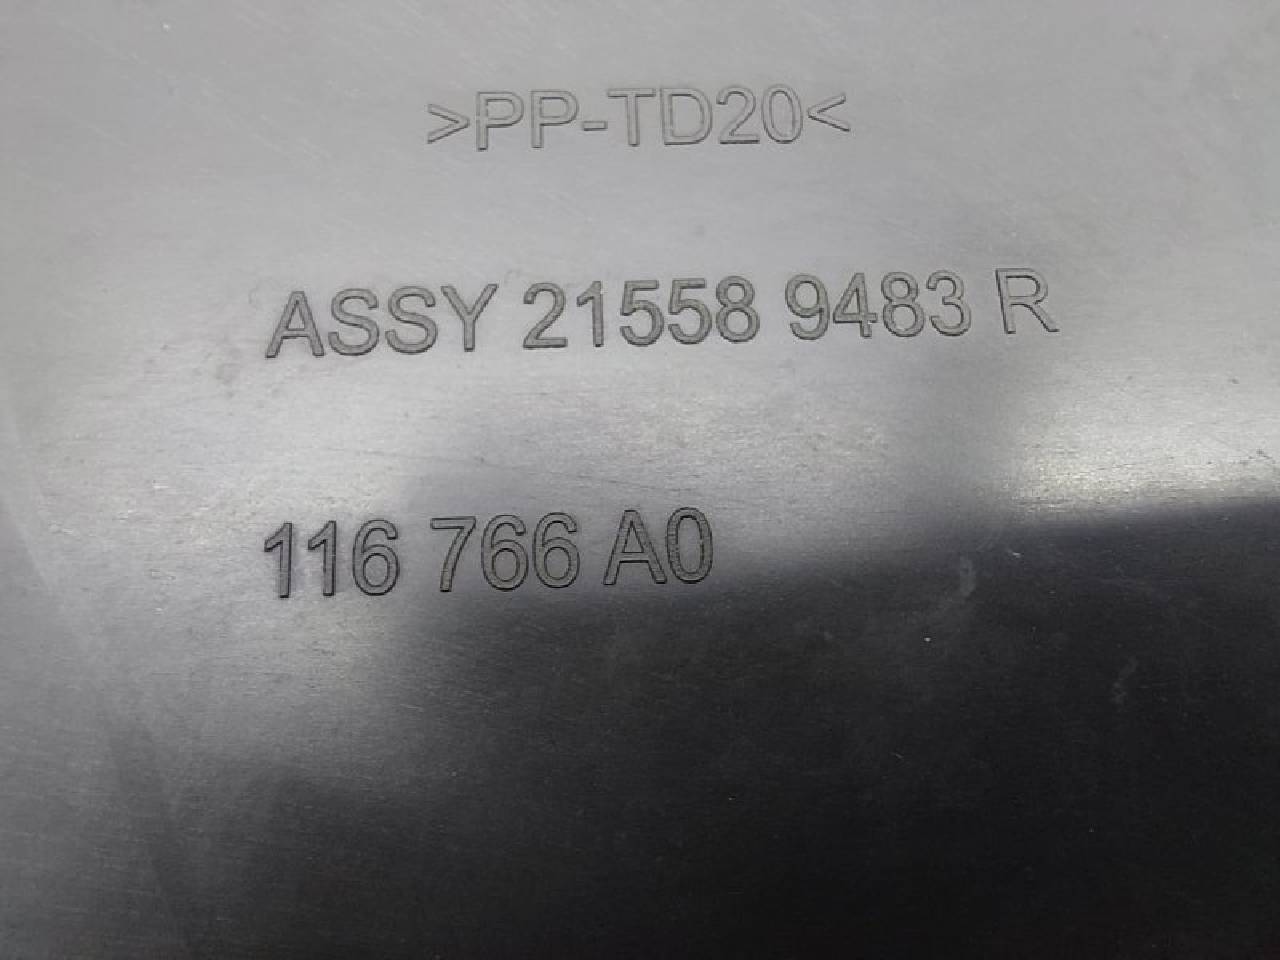 >PP-TD20<
ASSY 21558 9483 R
116 766 A0